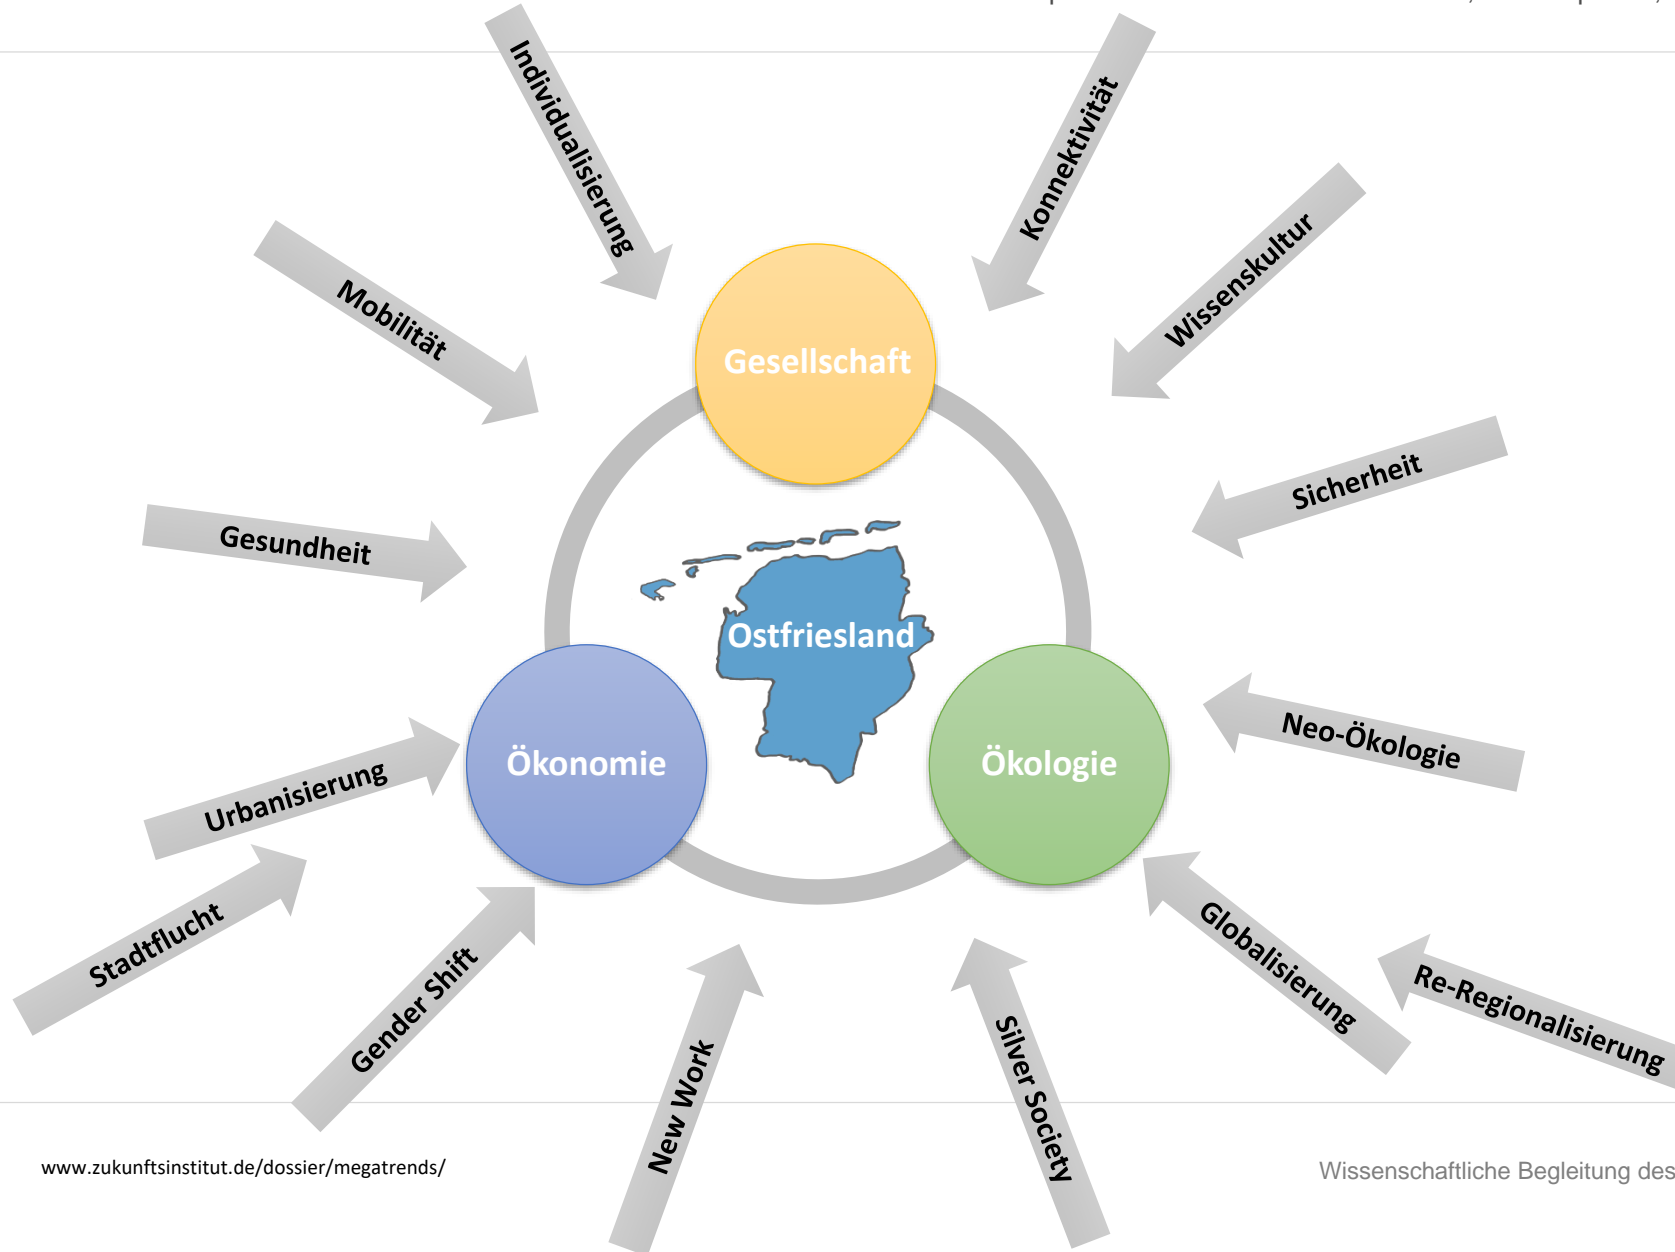 Individualisierung
Konnektivität
Mobilität
Wissenskultur
Gesellschaft
Sicherheit
Gesundheit
Ostfriesland
Neo-Ökologie
Ökonomie
Ökologie
Urbanisierung
Stadtflucht
Globalisierung
Gender Shift
Re-Regionalisierung
New Work
Silver Society
www.zukunftsinstitut.de/dossier/megatrends/
Wissenschaftliche Begleitung des